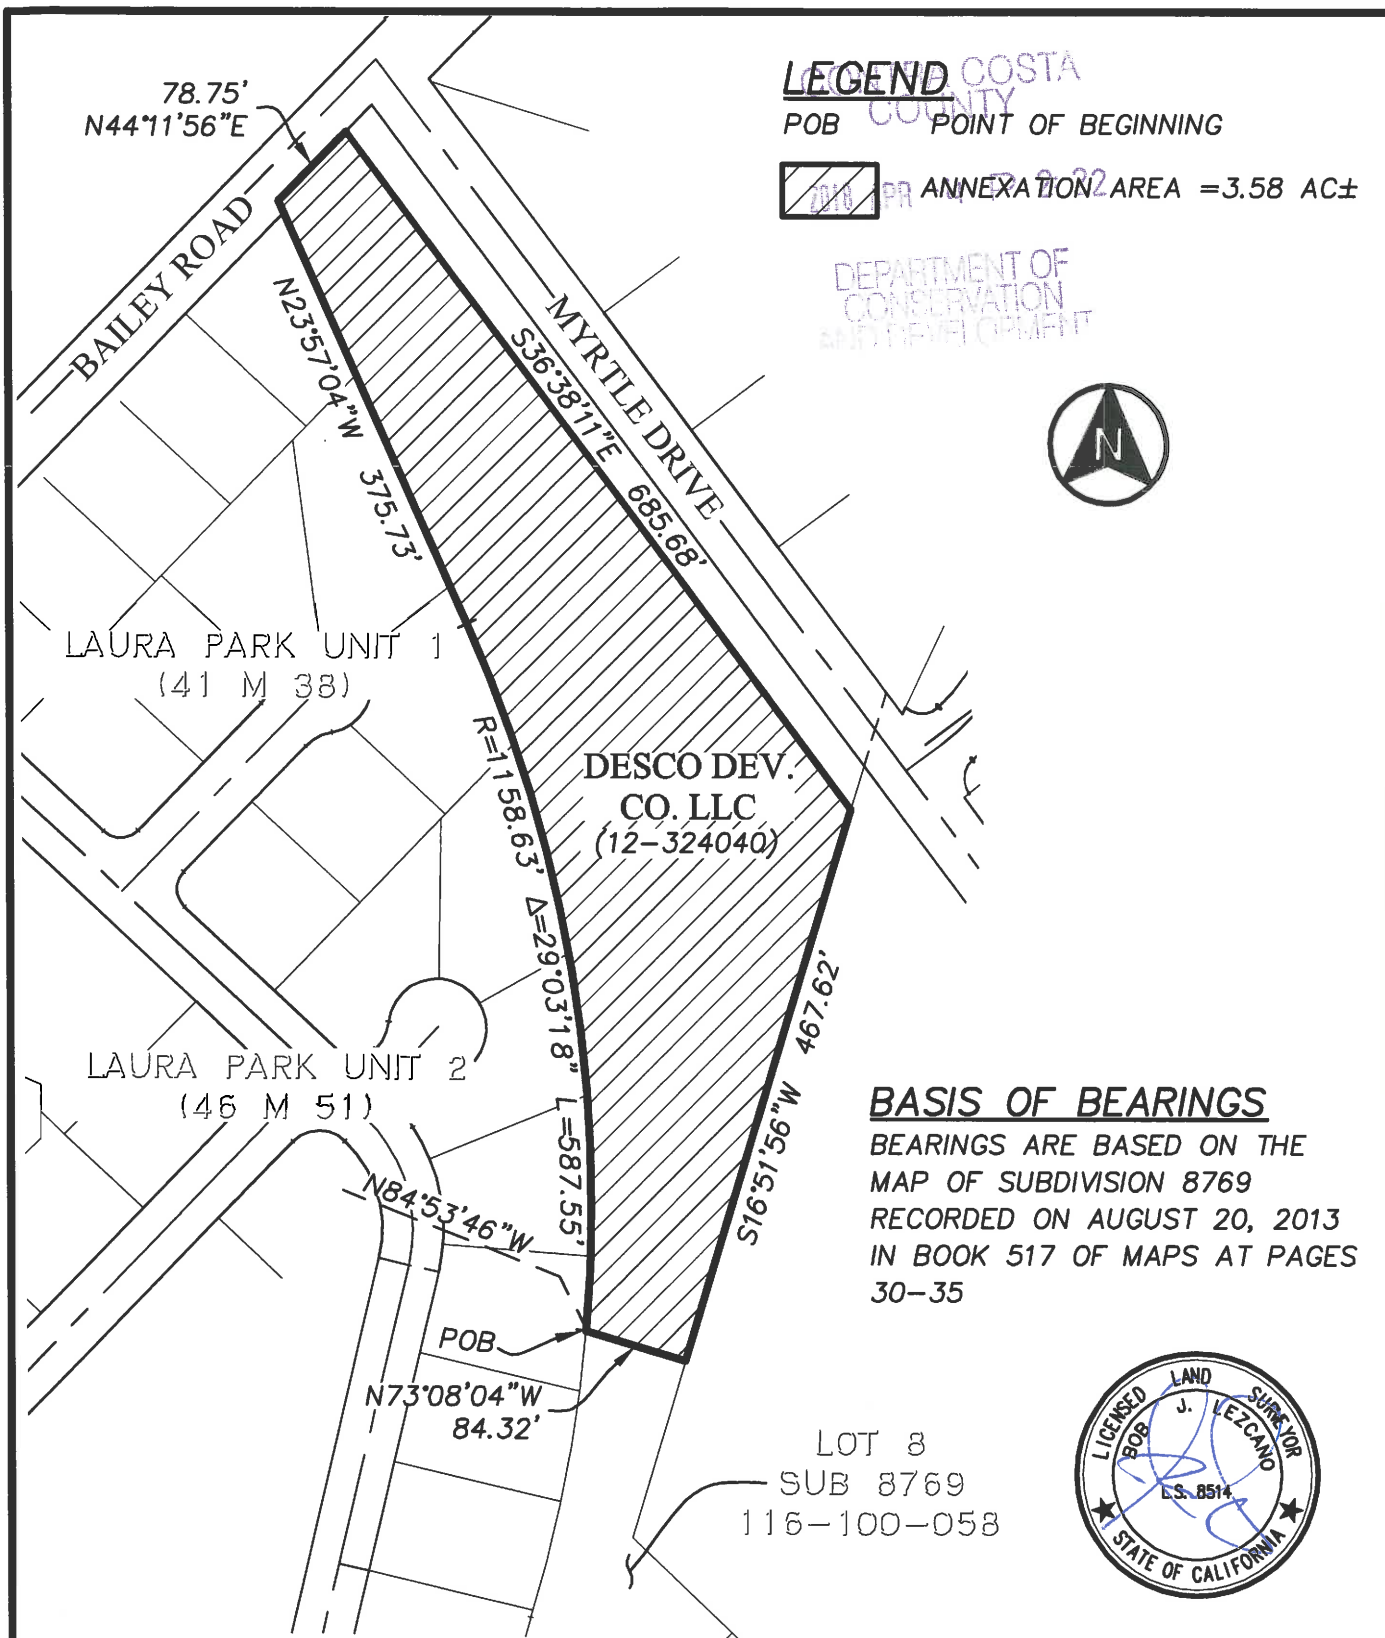 78.75'
N44°11'56"E
LEGEND
POB POINT OF BEGINNING
ANNEXATION AREA =3.58 AC±
CONTRA COSTA
COUNTY
2018 APR
DEPARTMENT OF
CONSERVATION
AND DEVELOPMENT
N
BAILEY ROAD
MYRTLE DRIVE
N23°57'04"W 375.73'
S36°38'11"E 685.68'
LAURA PARK UNIT 1
(41 M 38)
R=1158.63' Δ=29°03'18" L=587.55'
DESCO DEV.
CO. LLC
(12-324040)
S16°51'56"W 467.62'
LAURA PARK UNIT 2
(46 M 51)
N84°53'46"W
BASIS OF BEARINGS
BEARINGS ARE BASED ON THE
MAP OF SUBDIVISION 8769
RECORDED ON AUGUST 20, 2013
IN BOOK 517 OF MAPS AT PAGES
30-35
POB
N73°08'04"W
84.32'
LOT 8
SUB 8769
116-100-058
LICENSED LAND SURVEYOR
BOB J. LEZCANO
L.S. 8514
STATE OF CALIFORNIA